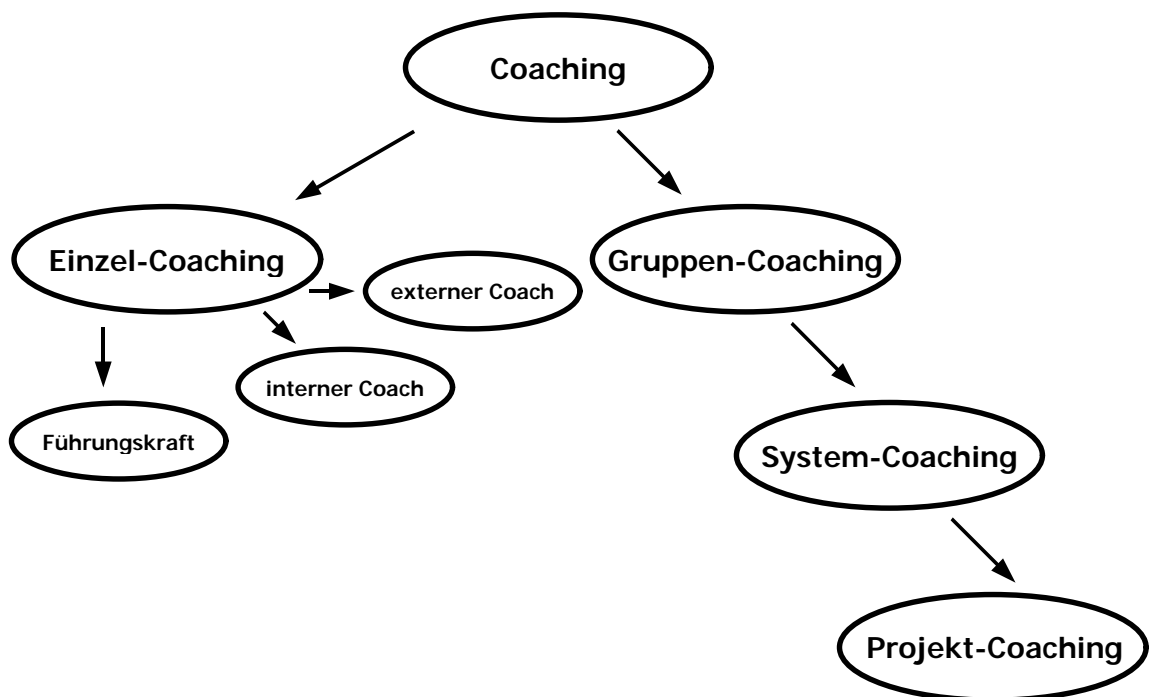 Coaching
Einzel-Coaching
Gruppen-Coaching
externer Coach
interner Coach
Führungskraft
System-Coaching
Projekt-Coaching